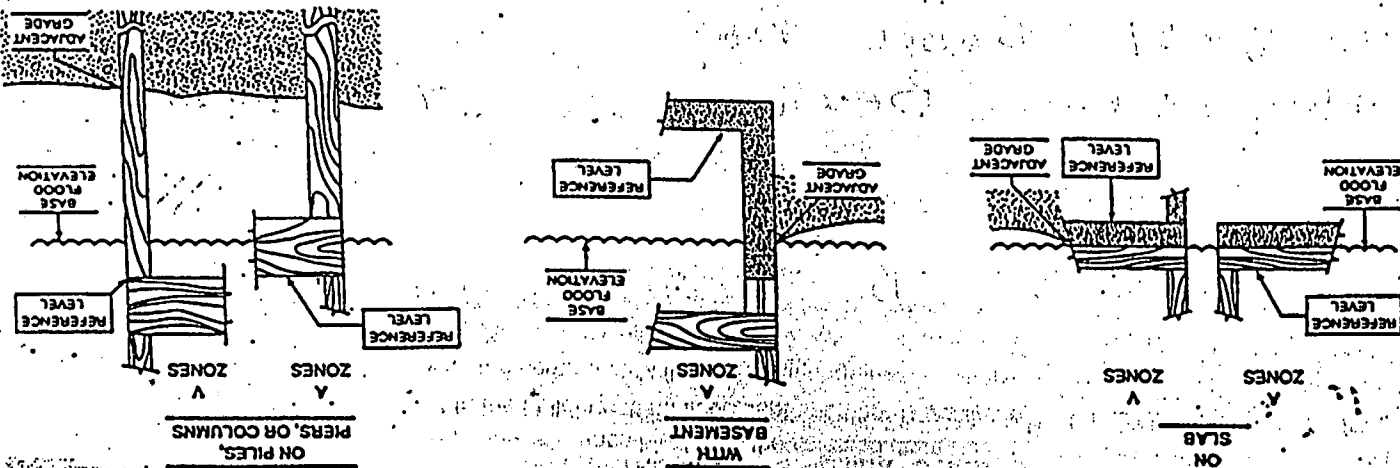 ON
SLAB
A
ZONES
V
ZONES
REFERENCE
LEVEL
BASE
FLOOD
ELEVATION
REFERENCE
LEVEL
ADJACENT
GRADE
WITH
BASEMENT
A
ZONES
BASE
FLOOD
ELEVATION
ADJACENT
GRADE
REFERENCE
LEVEL
ON PILES,
PIERS, OR COLUMNS
A
ZONES
V
ZONES
REFERENCE
LEVEL
REFERENCE
LEVEL
BASE
FLOOD
ELEVATION
ADJACENT
GRADE